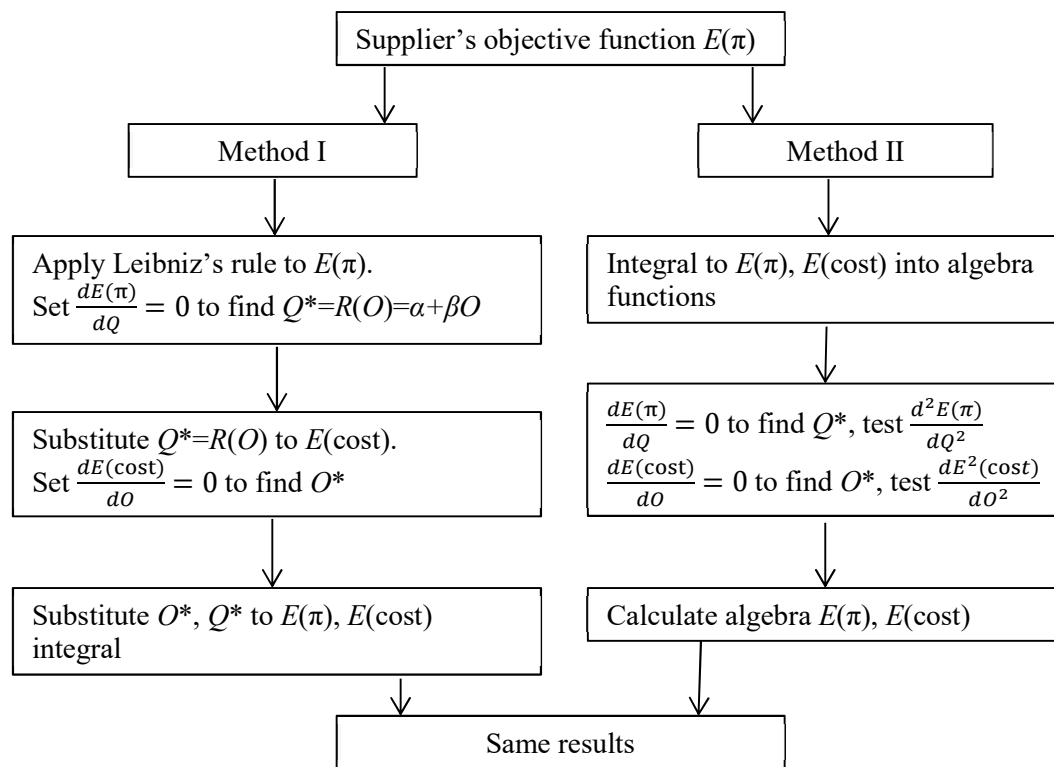 Supplier’s objective function E(π)
Method I
Method II
Apply Leibniz’s rule to E(π).
Set dE(π)/dQ = 0 to find Q*=R(O)=α+βO
Integral to E(π), E(cost) into algebra
functions
Substitute Q*=R(O) to E(cost).
Set dE(cost)/dO = 0 to find O*
dE(π)/dQ = 0 to find Q*, test d²E(π)/dQ²
dE(cost)/dO = 0 to find O*, test dE²(cost)/dO²
Substitute O*, Q* to E(π), E(cost)
integral
Calculate algebra E(π), E(cost)
Same results